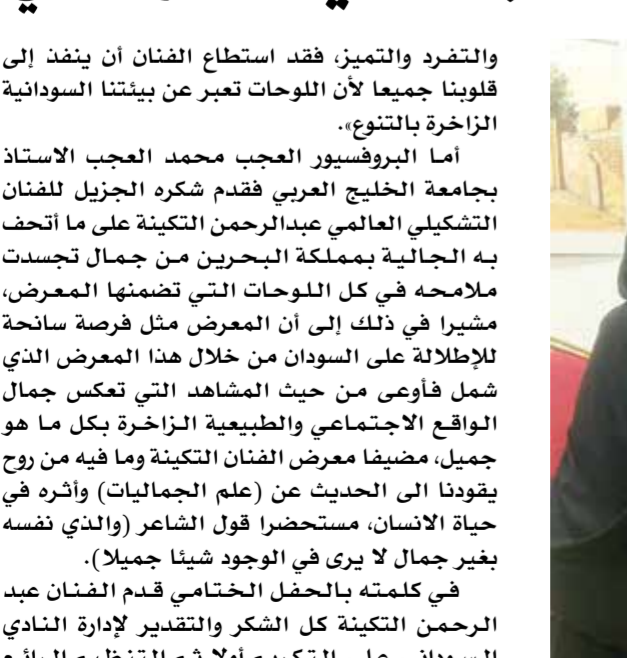 والتفرد والتميز، فقد استطاع الفنان أن ينفذ إلى
قلوبنا جميعا لأن اللوحات تعبر عن بيئتنا السودانية
الزاخرة بالتنوع».
أما البروفسيور العجب محمد العجب الاستاذ
بجامعة الخليج العربي فقدم شكره الجزيل للفنان
التشكيلي العالمي عبدالرحمن التكينة على ما أتحف
به الجالية بمملكة البحرين من جمال تجسدت
ملامحه في كل اللوحات التي تضمنها المعرض،
مشيرا في ذلك إلى أن المعرض مثل فرصة سانحة
للإطلالة على السودان من خلال هذا المعرض الذي
شمل فأوعى من حيث المشاهد التي تعكس جمال
الواقع الاجتماعي والطبيعية الزاخرة بكل ما هو
جميل، مضيفا معرض الفنان التكينة وما فيه من روح
يقودنا الى الحديث عن (علم الجماليات) وأثره في
حياة الانسان، مستحضرا قول الشاعر (والذي نفسه
بغير جمال لا يرى في الوجود شيئا جميلا).
في كلمته بالحفل الختامي قدم الفنان عبد
الرحمن التكينة كل الشكر والتقدير لإدارة النادي